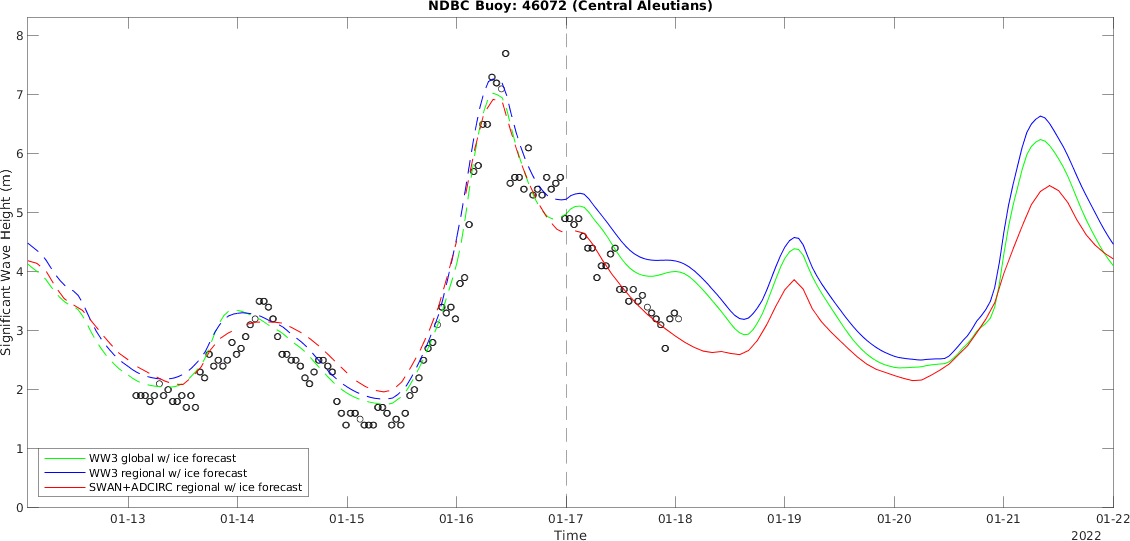 NDBC Buoy: 46072 (Central Aleutians)
Significant Wave Height (m)
8
7
6
5
4
3
2
1
0
WW3 global w/ ice forecast
WW3 regional w/ ice forecast
SWAN+ADCIRC regional w/ ice forecast
01-13 01-14 01-15 01-16 01-17 01-18 01-19 01-20 01-21 01-22
Time
2022